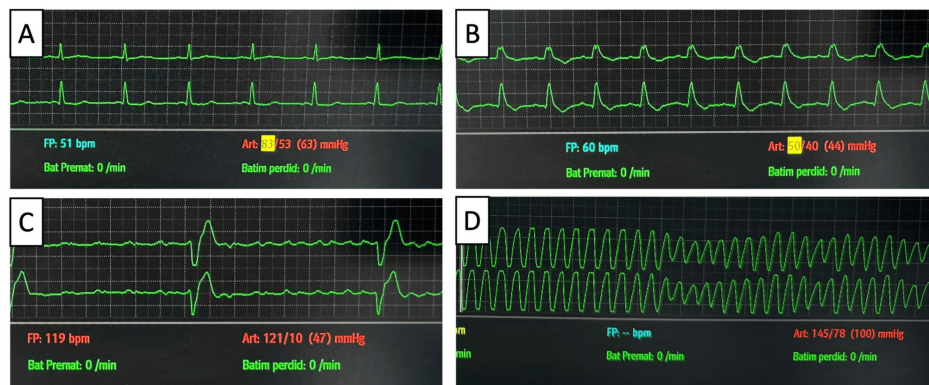 A
FP: 51 bpm
Art: 83/53 (63) mmHg
Bat Premat: 0 /min
Batim perdid: 0 /min
B
FP: 60 bpm
Art: 50/40 (44) mmHg
Bat Premat: 0 /min
Batim perdid: 0 /min
C
FP: 119 bpm
Art: 121/10 (47) mmHg
Bat Premat: 0 /min
Batim perdid: 0 /min
D
FP: -- bpm
Art: 145/78 (100) mmHg
Bat Premat: 0 /min
Batim perdid: 0 /min